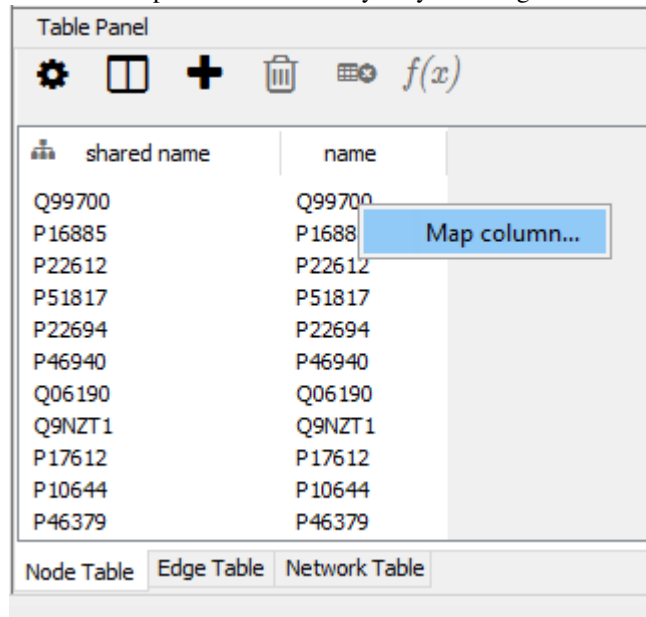 Table Panel
f(x)
shared name name
Q99700 Q99700
P16885 P1688
Map column...
P22612 P22612
P51817 P51817
P22694 P22694
P46940 P46940
Q06190 Q06190
Q9NZT1 Q9NZT1
P17612 P17612
P10644 P10644
P46379 P46379
Node Table Edge Table Network Table